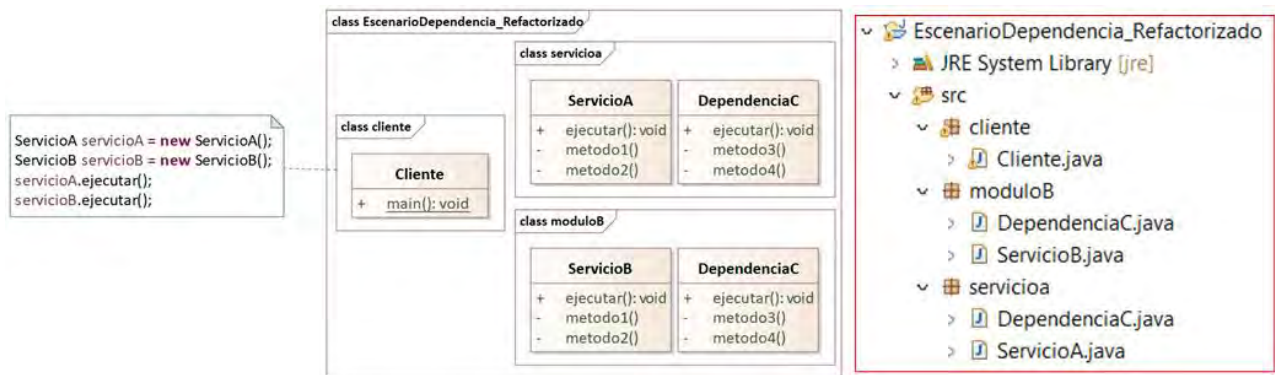 ServicioA servicioA = new ServicioA();
ServicioB servicioB = new ServicioB();
servicioA.ejecutar();
servicioB.ejecutar();
class EscenarioDependencia_Refactorizado
class cliente
Cliente
+ main(): void
class servicioa
ServicioA
+ ejecutar(): void
- metodo1()
- metodo2()
DependenciaC
+ ejecutar(): void
- metodo3()
- metodo4()
class moduloB
ServicioB
+ ejecutar(): void
- metodo1()
- metodo2()
DependenciaC
+ ejecutar(): void
- metodo3()
- metodo4()
EscenarioDependencia_Refactorizado
JRE System Library [jre]
src
cliente
Cliente.java
moduloB
DependenciaC.java
ServicioB.java
servicioa
DependenciaC.java
ServicioA.java